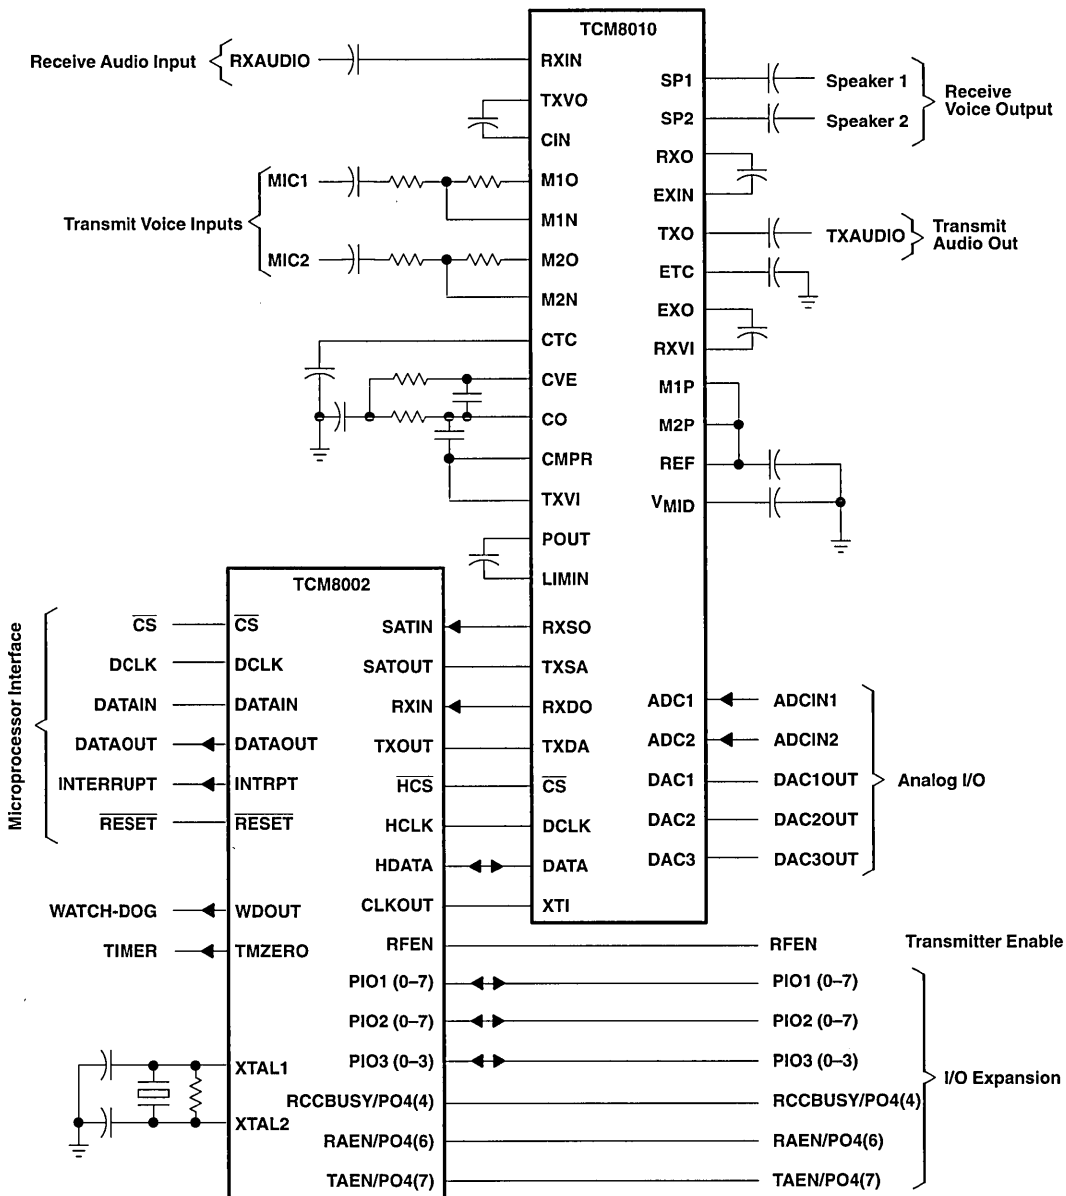 TCM8010
Receive Audio Input
RXAUDIO
RXIN
TXVO
CIN
Transmit Voice Inputs
MIC1
M1O
M1N
MIC2
M2O
M2N
CTC
CVE
CO
CMPR
TXVI
POUT
LIMIN
RXSO
TXSA
RXDO
TXDA
CS
DCLK
DATA
XTI
SP1
Speaker 1
SP2
Speaker 2
Receive
Voice Output
RXO
EXIN
TXO
TXAUDIO
Transmit
Audio Out
ETC
EXO
RXVI
M1P
M2P
REF
VMID
ADC1
ADCIN1
ADC2
ADCIN2
DAC1
DAC1OUT
DAC2
DAC2OUT
DAC3
DAC3OUT
Analog I/O
TCM8002
Microprocessor Interface
CS
CS
DCLK
DCLK
DATAIN
DATAIN
DATAOUT
DATAOUT
INTERRUPT
INTRPT
RESET
RESET
WATCH-DOG
WDOUT
TIMER
TMZERO
XTAL1
XTAL2
SATIN
SATOUT
RXIN
TXOUT
HCS
HCLK
HDATA
CLKOUT
RFEN
RFEN
Transmitter Enable
PIO1 (0–7)
PIO1 (0–7)
PIO2 (0–7)
PIO2 (0–7)
PIO3 (0–3)
PIO3 (0–3)
RCCBUSY/PO4(4)
RCCBUSY/PO4(4)
RAEN/PO4(6)
RAEN/PO4(6)
TAEN/PO4(7)
TAEN/PO4(7)
I/O Expansion